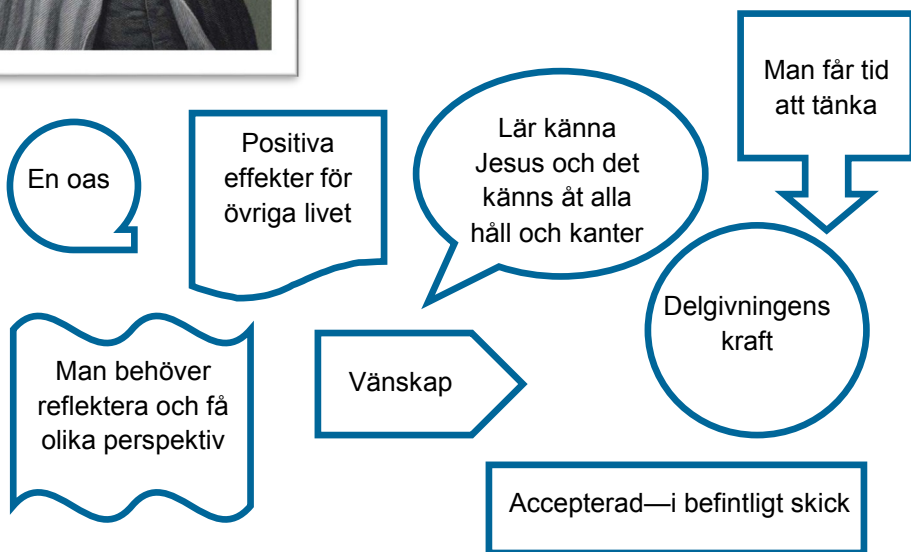 En oas
Positiva
effekter för
övriga livet
Lär känna
Jesus och det
känns åt alla
håll och kanter
Man får tid
att tänka
Man behöver
reflektera och få
olika perspektiv
Vänskap
Delgivningens
kraft
Accepterad—i befintligt skick